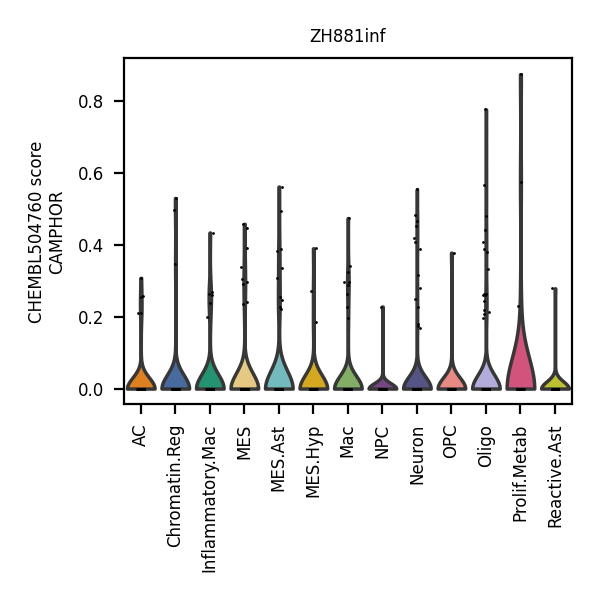 ZH881inf
CHEMBL504760 score
CAMPHOR
0.8
0.6
0.4
0.2
0.0
AC
Chromatin.Reg
Inflammatory.Mac
MES
MES.Ast
MES.Hyp
Mac
NPC
Neuron
OPC
Oligo
Prolif.Metab
Reactive.Ast